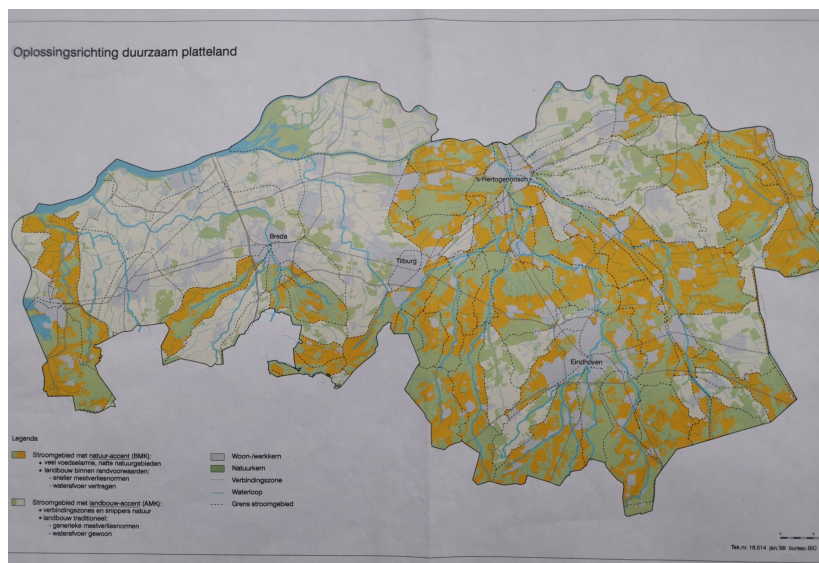 Oplossingsrichting duurzaam platteland
's-Hertogenbosch
Breda
Tilburg
Eindhoven
Legenda
Stroomgebied met natuur-accent (BMK):
• veel voedselarme, natte natuurgebieden
• landbouw binnen randvoorwaarden:
- sneller mestverliesnormen
- waterafvoer vertragen
Stroomgebied met landbouw-accent (AMK):
• verbindingszones en snippers natuur
• landbouw traditioneel:
- generieke mestverliesnormen
- waterafvoer gewoon
Woon-/werkkern
Natuurkern
Verbindingszone
Waterloop
Grens stroomgebied
Tek.nr. 18.514 jan.'99 bureau BIC